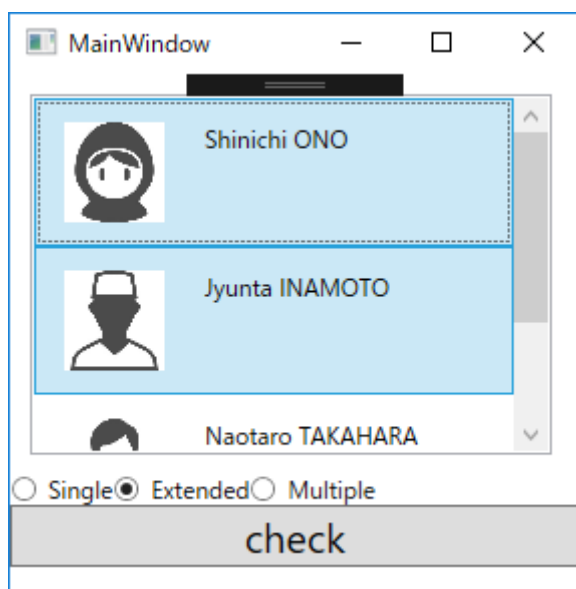 MainWindow
Shinichi ONO
Jyunta INAMOTO
Naotaro TAKAHARA
Single Extended Multiple
check